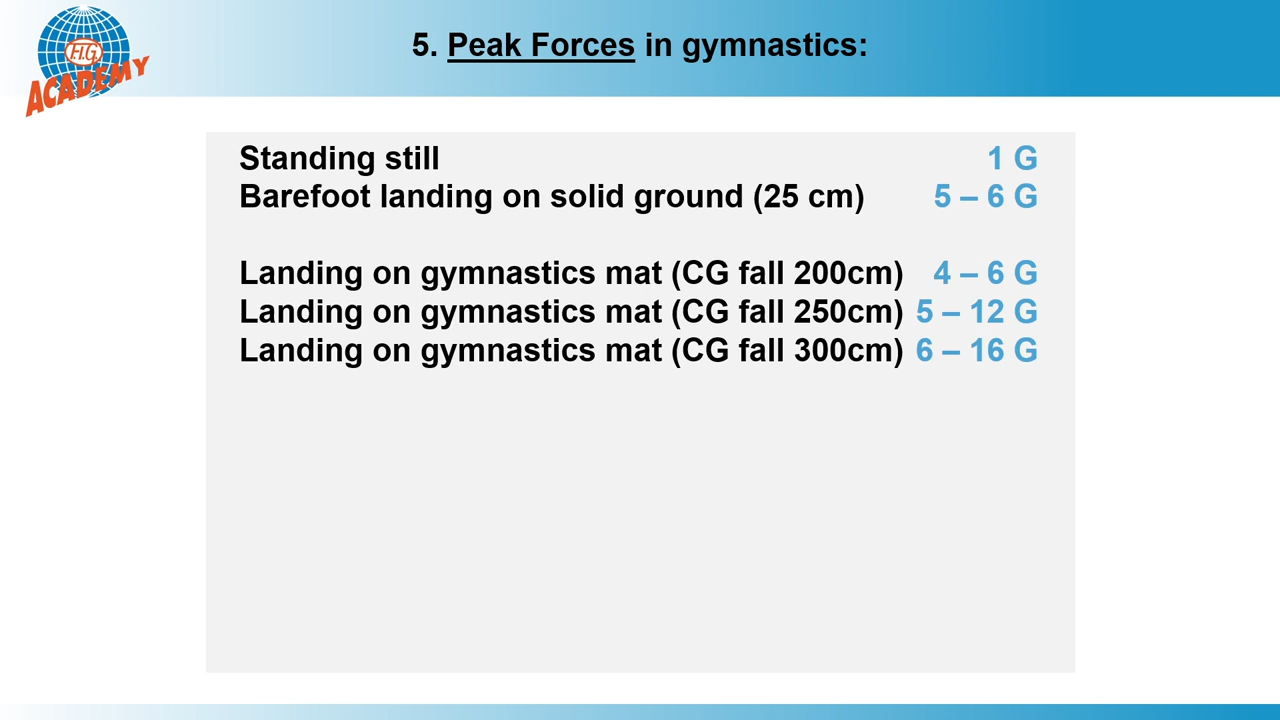 F.I.G.
ACADEMY
5. Peak Forces in gymnastics:
Standing still 1 G
Barefoot landing on solid ground (25 cm) 5 – 6 G
Landing on gymnastics mat (CG fall 200cm) 4 – 6 G
Landing on gymnastics mat (CG fall 250cm) 5 – 12 G
Landing on gymnastics mat (CG fall 300cm) 6 – 16 G